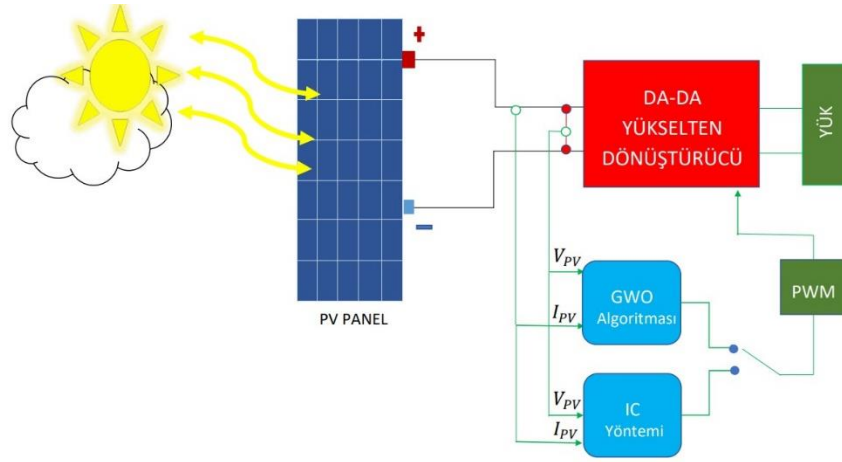 +
DA-DA
YÜKSELTEN
DÖNÜŞTÜRÜCÜ
YÜK
−
PV PANEL
V_PV
I_PV
GWO
Algoritması
PWM
V_PV
I_PV
IC
Yöntemi